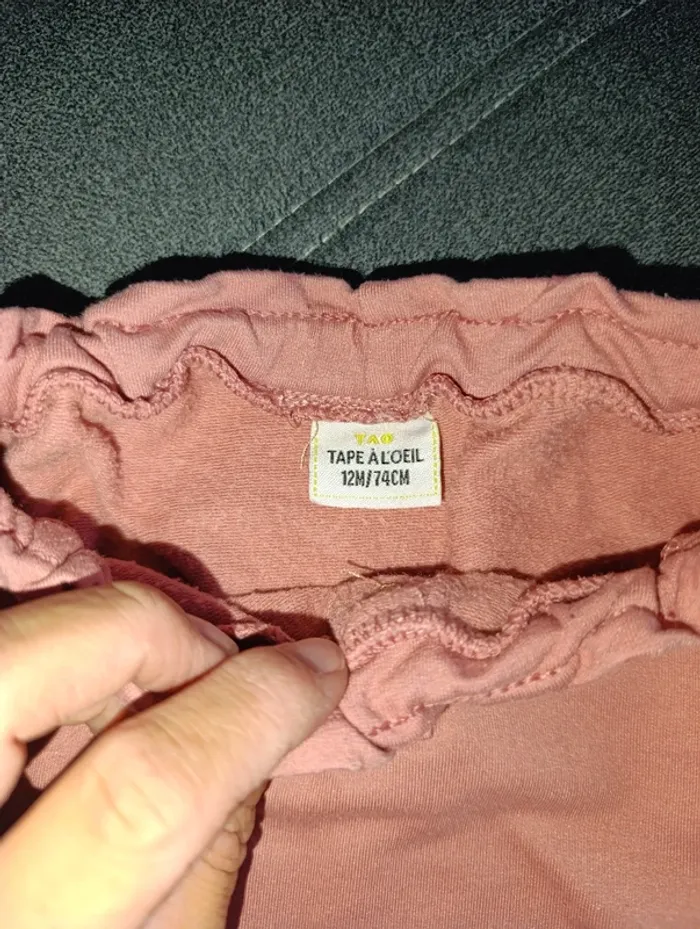 TAO
TAPE À L'OEIL
12M/74CM